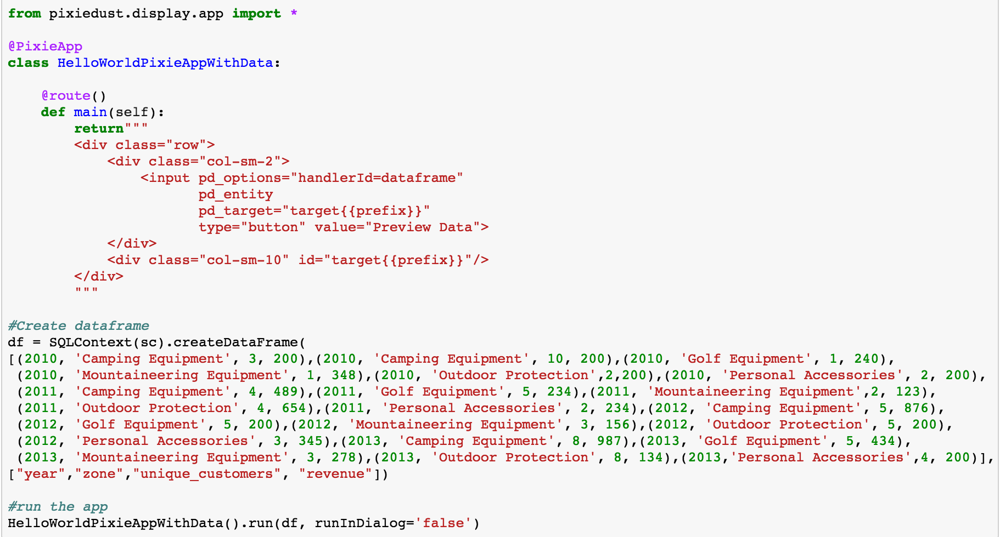 from pixiedust.display.app import *
@PixieApp
class HelloWorldPixieAppWithData:
@route()
def main(self):
return"""
<div class="row">
<div class="col-sm-2">
<input pd_options="handlerId=dataframe"
pd_entity
pd_target="target{{prefix}}"
type="button" value="Preview Data">
</div>
<div class="col-sm-10" id="target{{prefix}}"/>
</div>
"""
#Create dataframe
df = SQLContext(sc).createDataFrame(
[(2010, 'Camping Equipment', 3, 200),(2010, 'Camping Equipment', 10, 200),(2010, 'Golf Equipment', 1, 240),
(2010, 'Mountaineering Equipment', 1, 348),(2010, 'Outdoor Protection',2,200),(2010, 'Personal Accessories', 2, 200),
(2011, 'Camping Equipment', 4, 489),(2011, 'Golf Equipment', 5, 234),(2011, 'Mountaineering Equipment',2, 123),
(2011, 'Outdoor Protection', 4, 654),(2011, 'Personal Accessories', 2, 234),(2012, 'Camping Equipment', 5, 876),
(2012, 'Golf Equipment', 5, 200),(2012, 'Mountaineering Equipment', 3, 156),(2012, 'Outdoor Protection', 5, 200),
(2012, 'Personal Accessories', 3, 345),(2013, 'Camping Equipment', 8, 987),(2013, 'Golf Equipment', 5, 434),
(2013, 'Mountaineering Equipment', 3, 278),(2013, 'Outdoor Protection', 8, 134),(2013,'Personal Accessories',4, 200)],
["year","zone","unique_customers", "revenue"])
#run the app
HelloWorldPixieAppWithData().run(df, runInDialog='false')